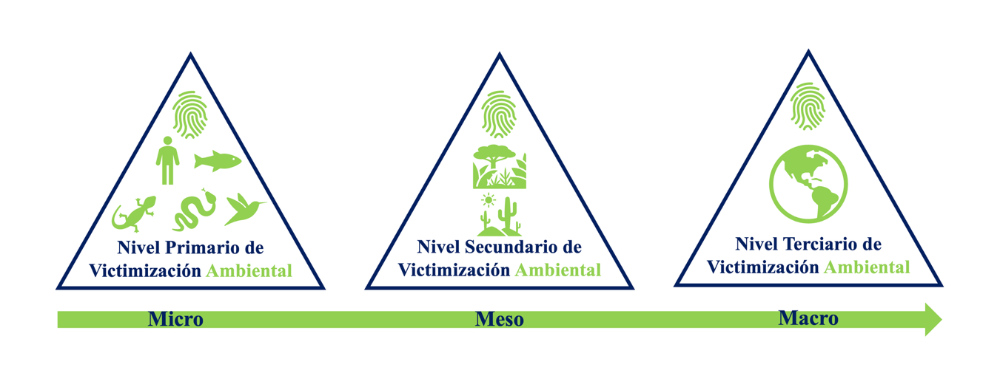 Nivel Primario de
Victimización Ambiental
Nivel Secundario de
Victimización Ambiental
Nivel Terciario de
Victimización Ambiental
Micro
Meso
Macro